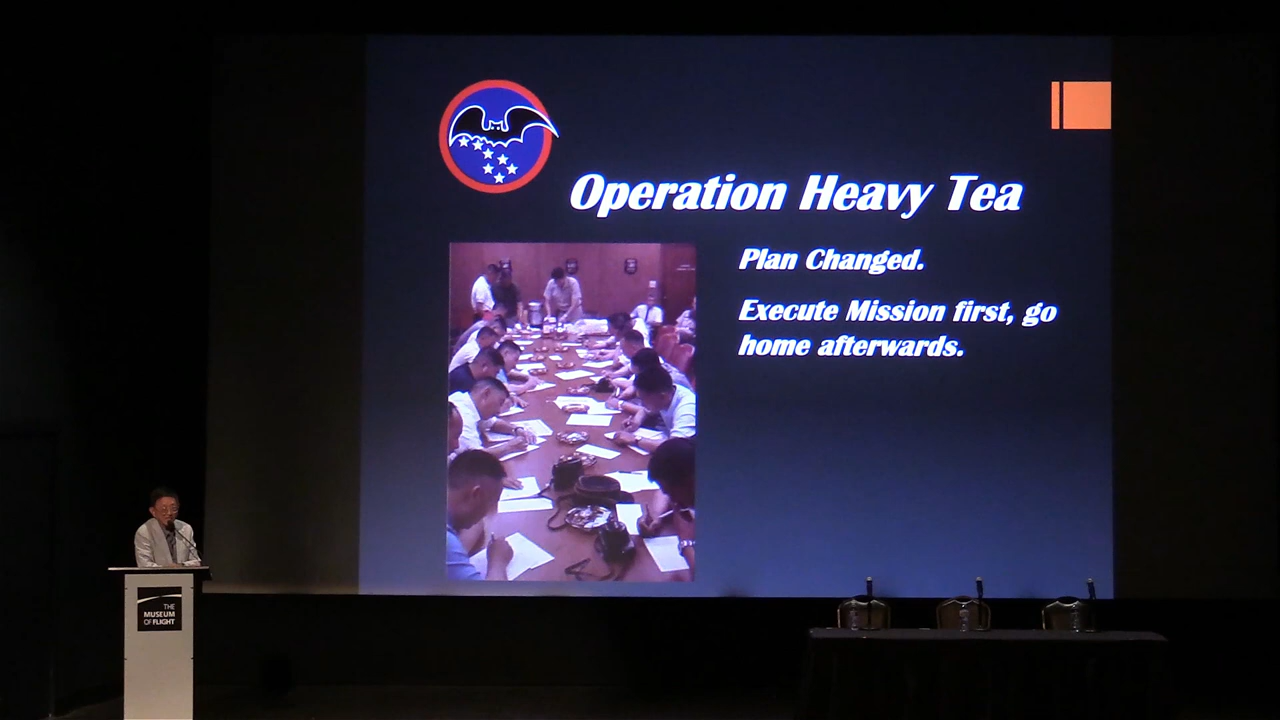 Operation Heavy Tea
Plan Changed.
Execute Mission first, go
home afterwards.
THE
MUSEUM
OF FLIGHT